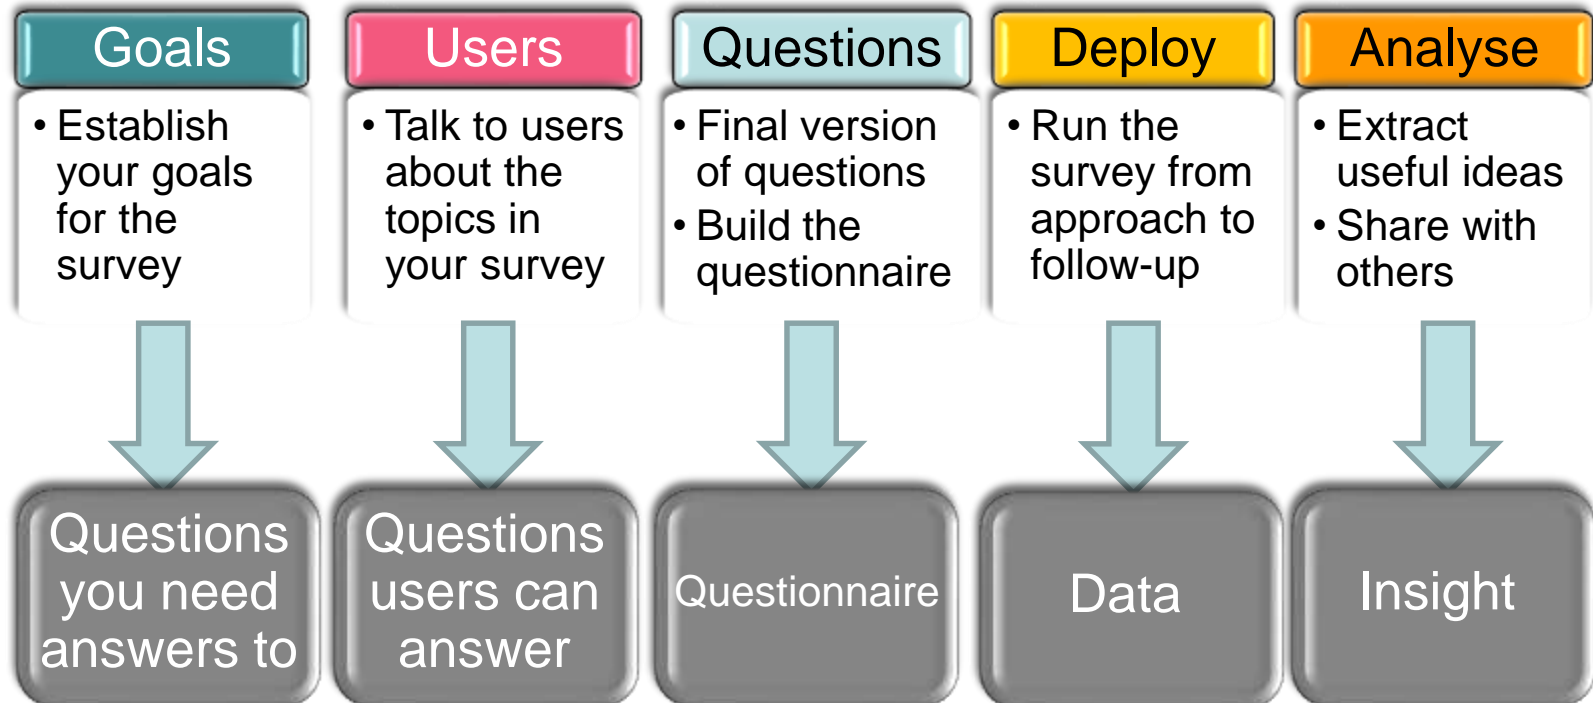 Goals
• Establish
your goals
for the
survey
Questions
you need
answers to
Users
• Talk to users
about the
topics in
your survey
Questions
users can
answer
Questions
• Final version
of questions
• Build the
questionnaire
Questionnaire
Deploy
• Run the
survey from
approach to
follow-up
Data
Analyse
• Extract
useful ideas
• Share with
others
Insight